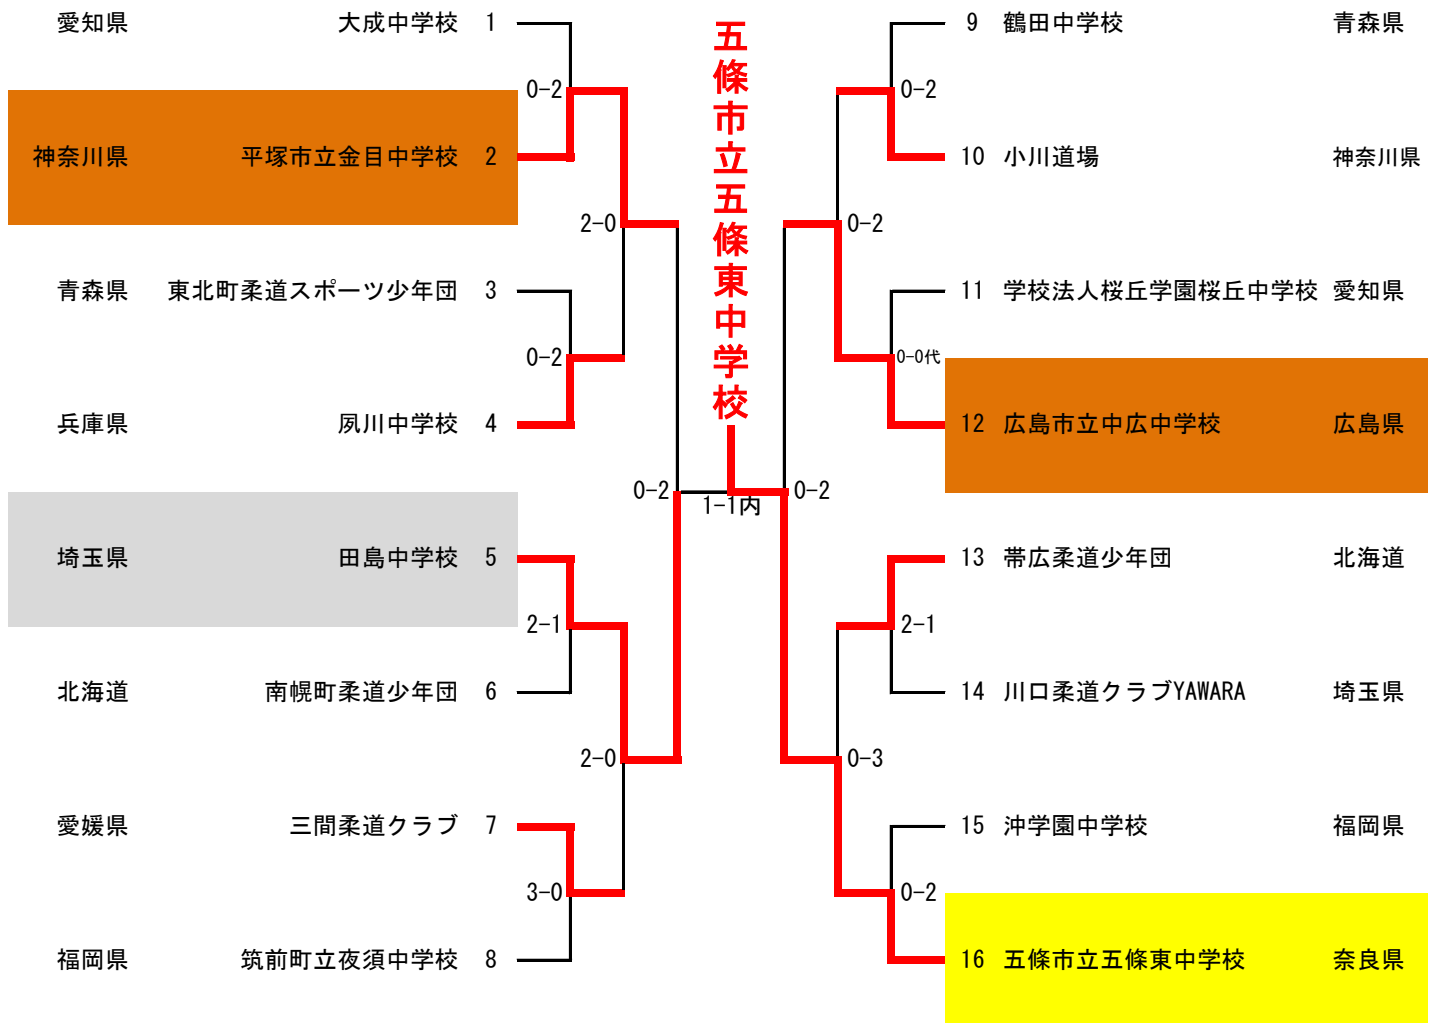 愛知県 大成中学校 1
0-2
神奈川県 平塚市立金目中学校 2
2-0
青森県 東北町柔道スポーツ少年団 3
0-2
兵庫県 夙川中学校 4
0-2
埼玉県 田島中学校 5
2-1
北海道 南幌町柔道少年団 6
2-0
愛媛県 三間柔道クラブ 7
3-0
福岡県 筑前町立夜須中学校 8
五條市立五條東中学校
1-1内
9 鶴田中学校 青森県
0-2
10 小川道場 神奈川県
0-2
11 学校法人桜丘学園桜丘中学校 愛知県
0-0代
12 広島市立中広中学校 広島県
0-2
13 帯広柔道少年団 北海道
2-1
14 川口柔道クラブYAWARA 埼玉県
0-3
15 沖学園中学校 福岡県
0-2
16 五條市立五條東中学校 奈良県